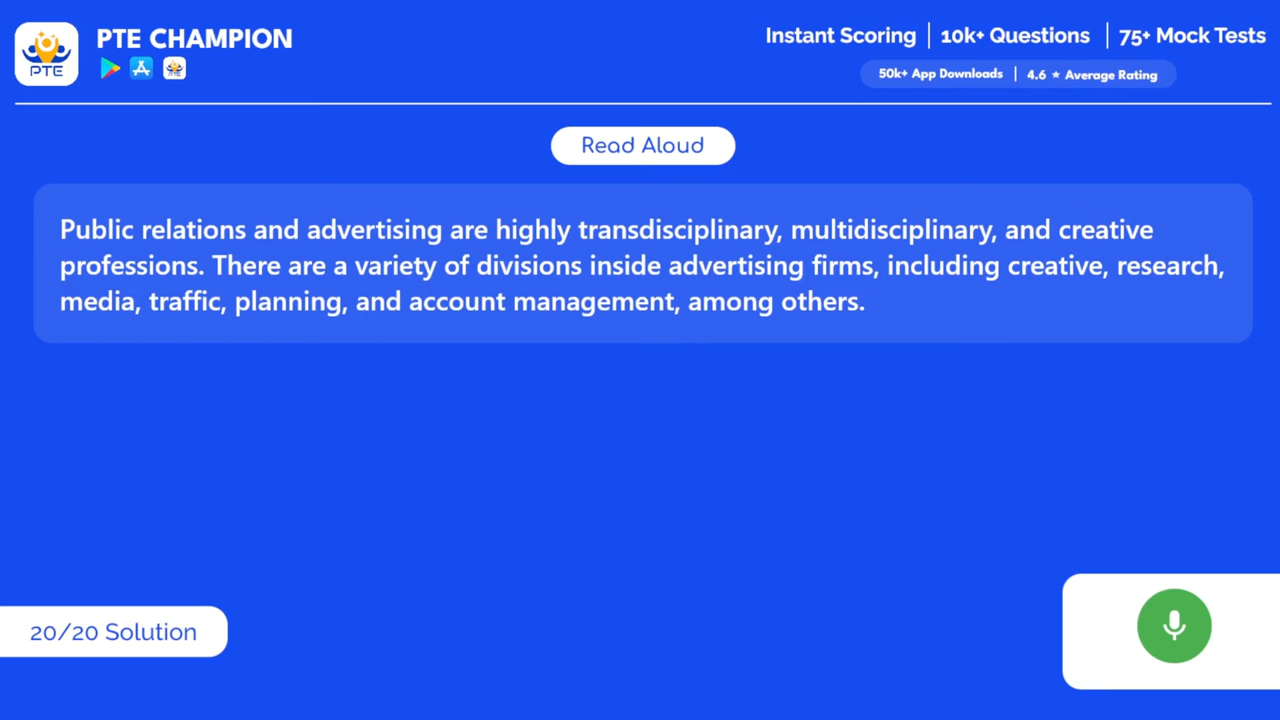 PTE CHAMPION
PTE
Instant Scoring | 10k+ Questions | 75+ Mock Tests
50k+ App Downloads | 4.6 ★ Average Rating
Read Aloud
Public relations and advertising are highly transdisciplinary, multidisciplinary, and creative
professions. There are a variety of divisions inside advertising firms, including creative, research,
media, traffic, planning, and account management, among others.
20/20 Solution